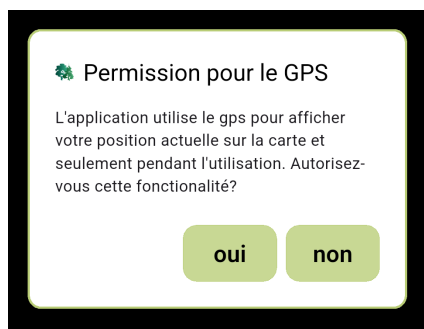 Permission pour le GPS
L'application utilise le gps pour afficher
votre position actuelle sur la carte et
seulement pendant l'utilisation. Autorisez-
vous cette fonctionalité?
oui non